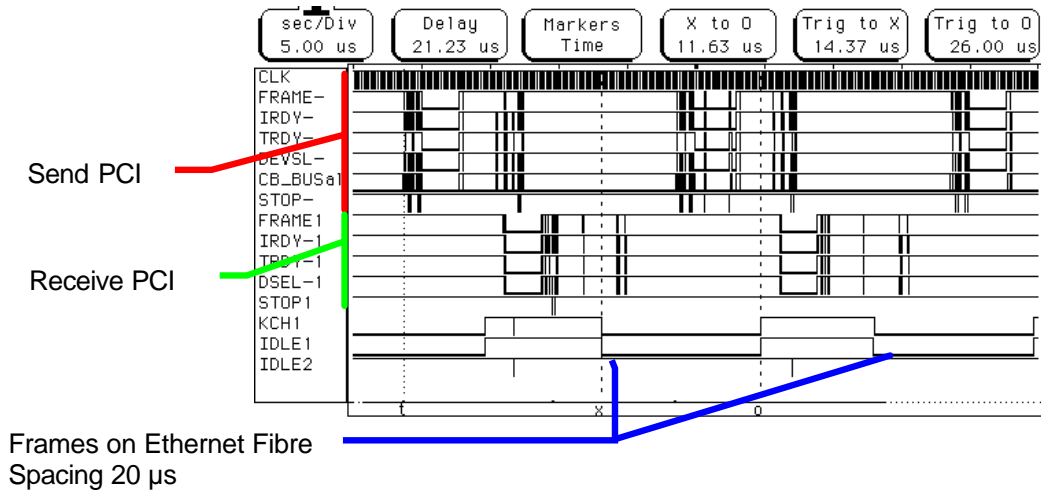 sec/Div Delay Markers X to O Trig to X Trig to O
5.00 us 21.23 us Time 11.63 us 14.37 us 26.00 us
CLK
FRAME-
IRDY-
TRDY-
DEVSL-
CB_BUSal
STOP-
FRAME1
IRDY-1
TRDY-1
DSEL-1
STOP1
KCH1
IDLE1
IDLE2
Send PCI
Receive PCI
t X O
Frames on Ethernet Fibre
Spacing 20 µs